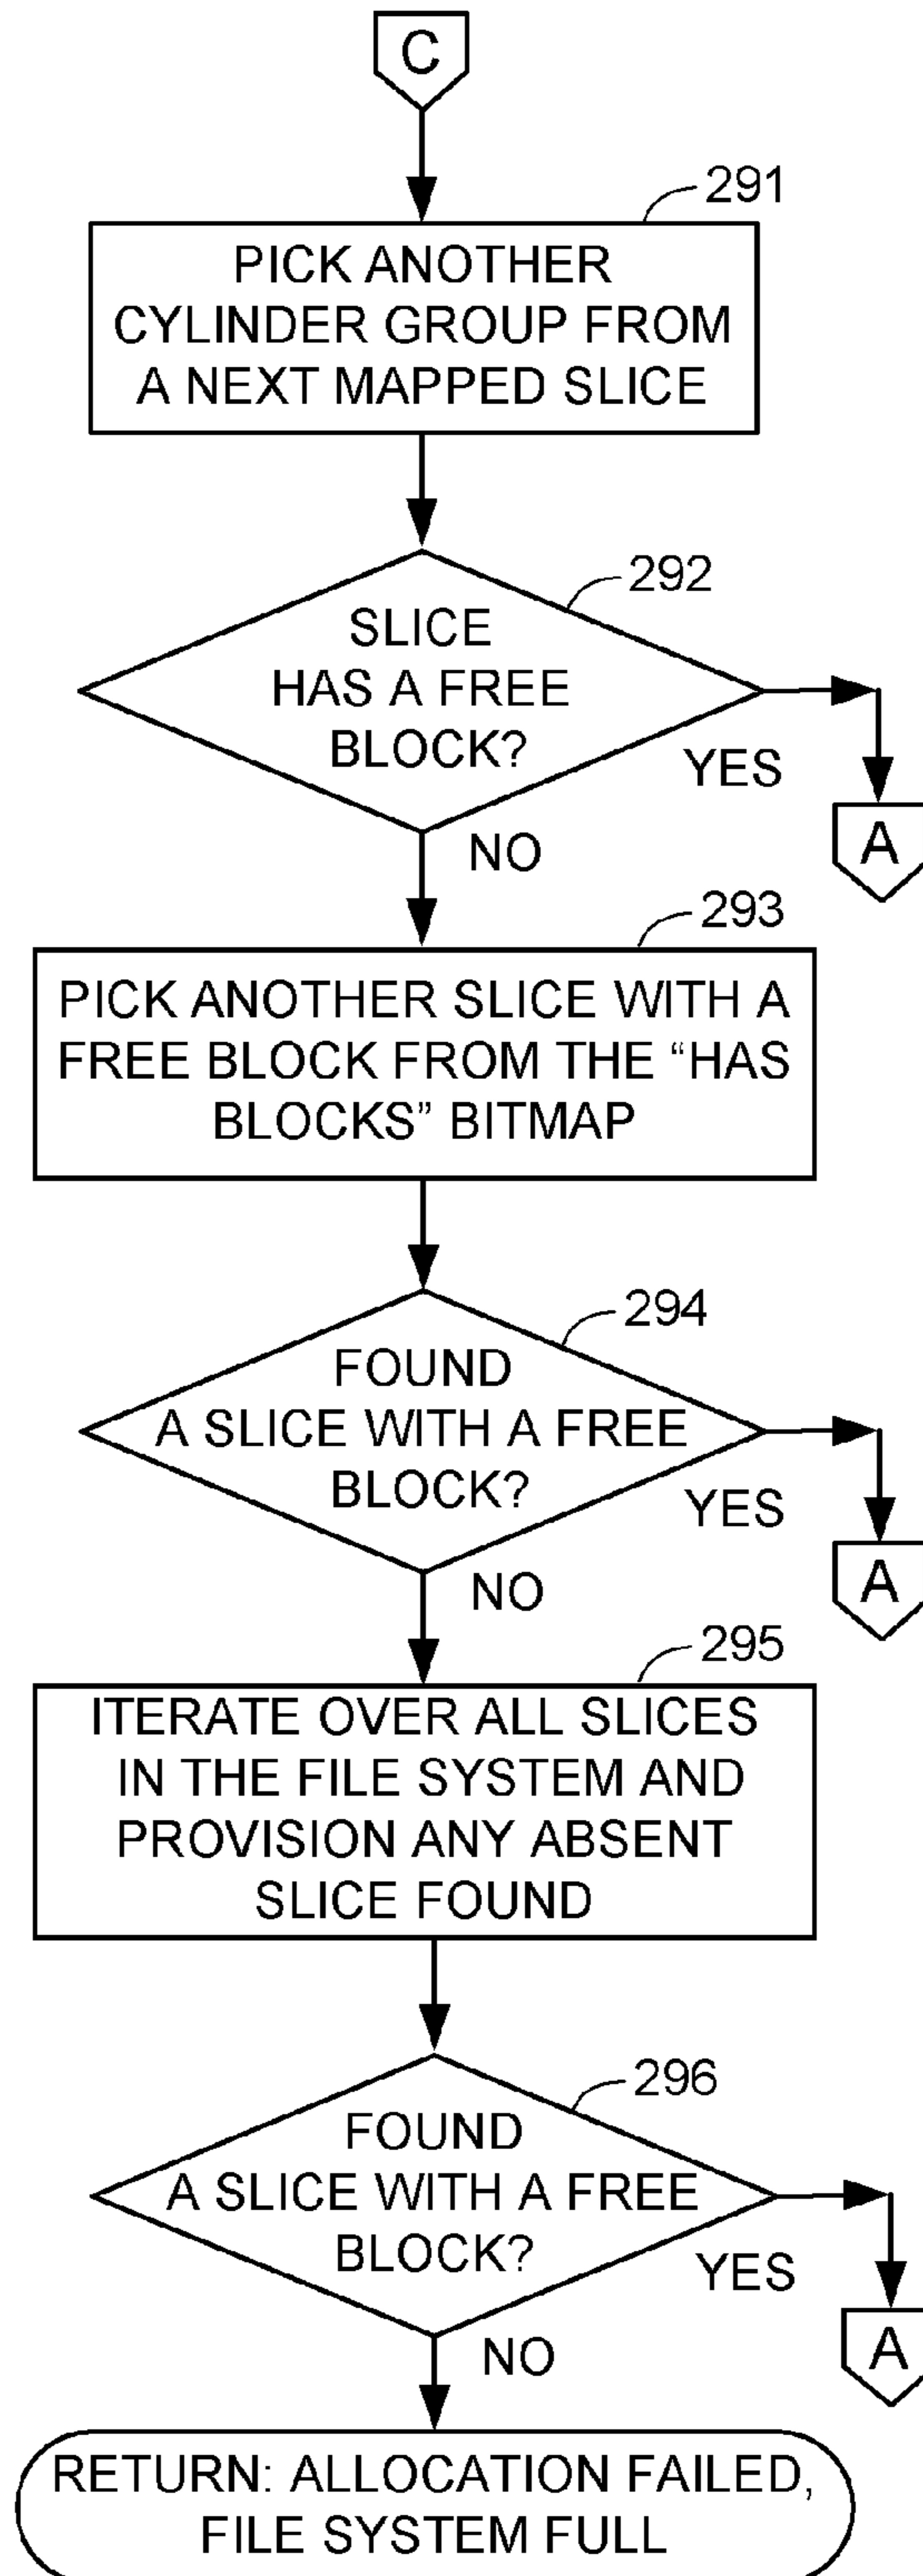 C
291
PICK ANOTHER
CYLINDER GROUP FROM
A NEXT MAPPED SLICE
292
SLICE
HAS A FREE
BLOCK?
YES
A
NO
293
PICK ANOTHER SLICE WITH A
FREE BLOCK FROM THE “HAS
BLOCKS” BITMAP
294
FOUND
A SLICE WITH A FREE
BLOCK?
YES
A
NO
295
ITERATE OVER ALL SLICES
IN THE FILE SYSTEM AND
PROVISION ANY ABSENT
SLICE FOUND
296
FOUND
A SLICE WITH A FREE
BLOCK?
YES
A
NO
RETURN: ALLOCATION FAILED,
FILE SYSTEM FULL